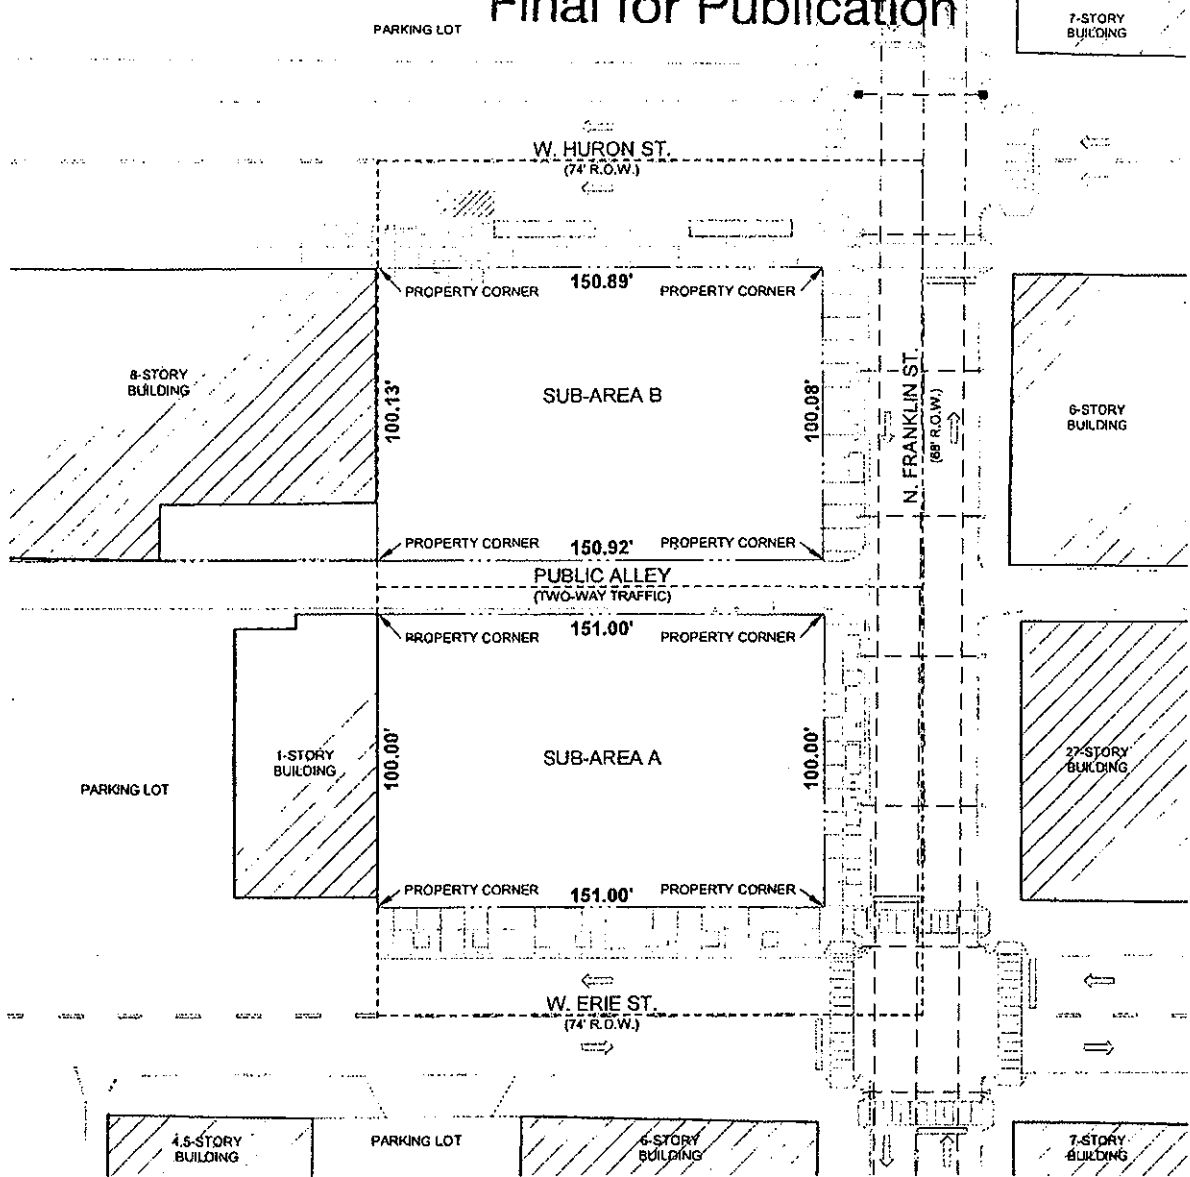 Final for Publication
PARKING LOT
7-STORY
BUILDING
W. HURON ST.
(74' R.O.W.)
PROPERTY CORNER
150.89'
PROPERTY CORNER
8-STORY
BUILDING
100.13'
SUB-AREA B
100.08'
N. FRANKLIN ST.
(68' R.O.W.)
6-STORY
BUILDING
PROPERTY CORNER
150.92'
PROPERTY CORNER
PUBLIC ALLEY
(TWO-WAY TRAFFIC)
PROPERTY CORNER
151.00'
PROPERTY CORNER
1-STORY
BUILDING
100.00'
SUB-AREA A
100.00'
27-STORY
BUILDING
PARKING LOT
PROPERTY CORNER
151.00'
PROPERTY CORNER
W. ERIE ST.
(74' R.O.W.)
4.5-STORY
BUILDING
PARKING LOT
6-STORY
BUILDING
7-STORY
BUILDING